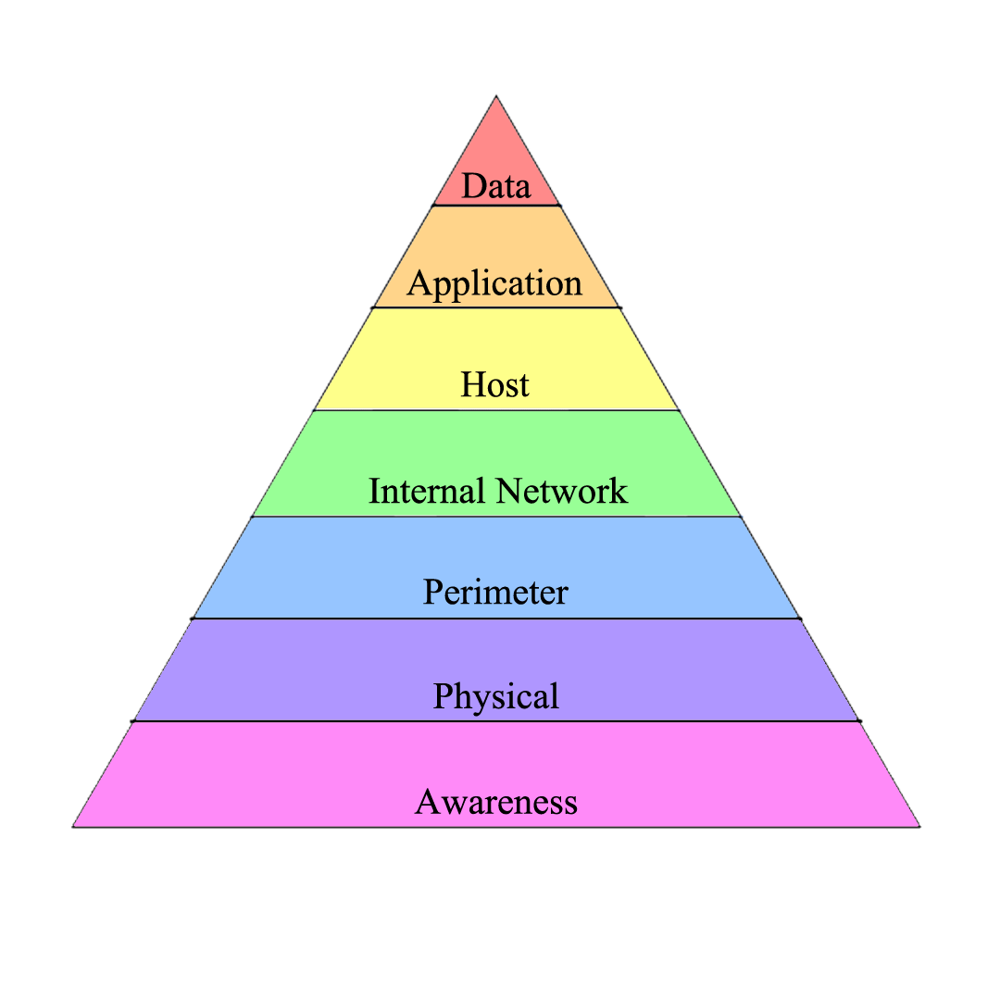 Data
Application
Host
Internal Network
Perimeter
Physical
Awareness